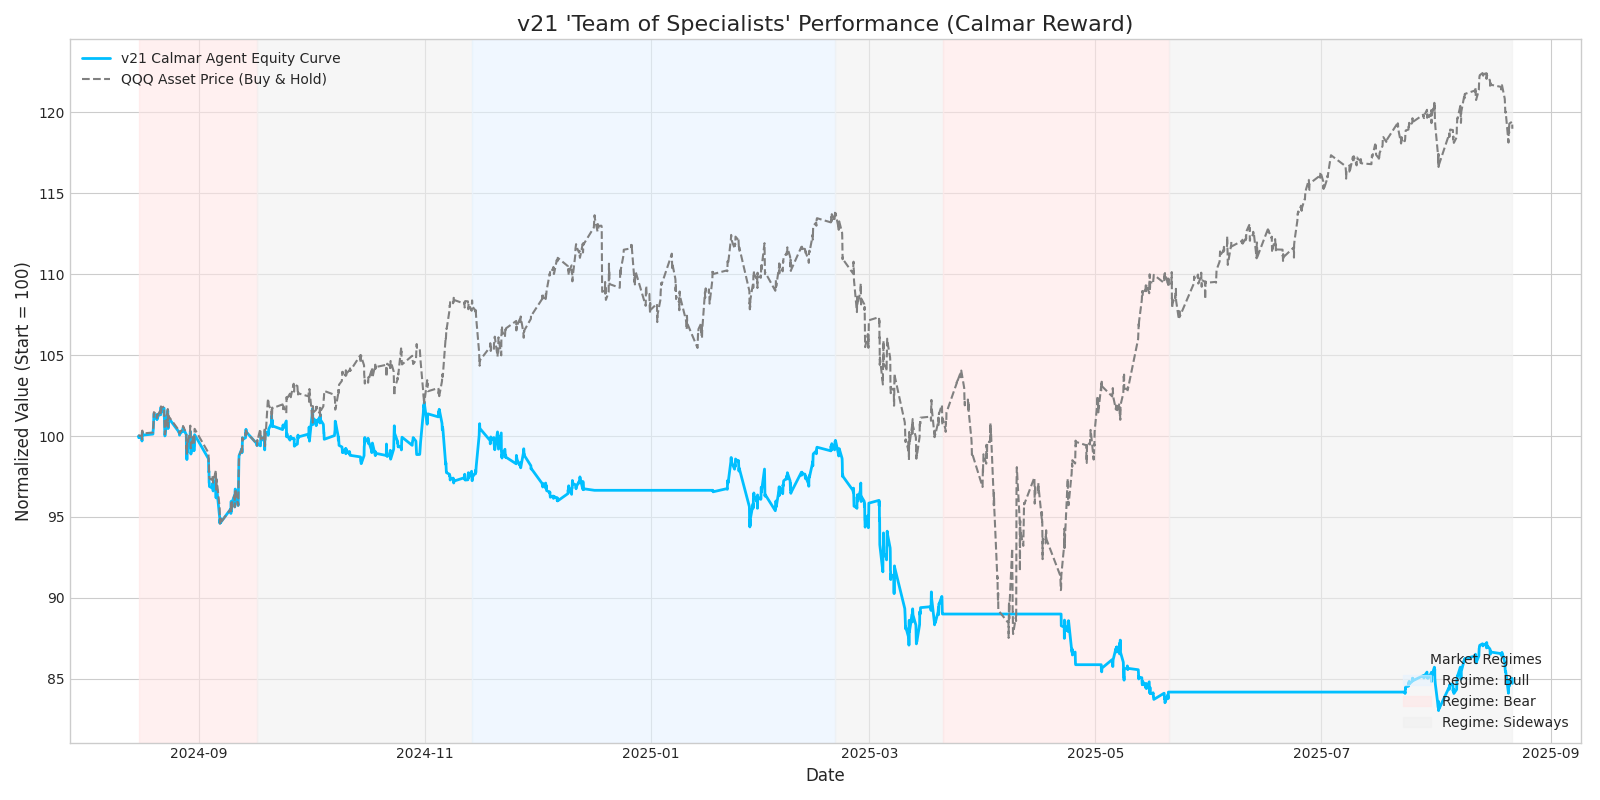 v21 'Team of Specialists' Performance (Calmar Reward)
v21 Calmar Agent Equity Curve
QQQ Asset Price (Buy & Hold)
Normalized Value (Start = 100)
120
115
110
105
100
95
90
85
Market Regimes
Regime: Bull
Regime: Bear
Regime: Sideways
2024-09
2024-11
2025-01
2025-03
2025-05
2025-07
2025-09
Date